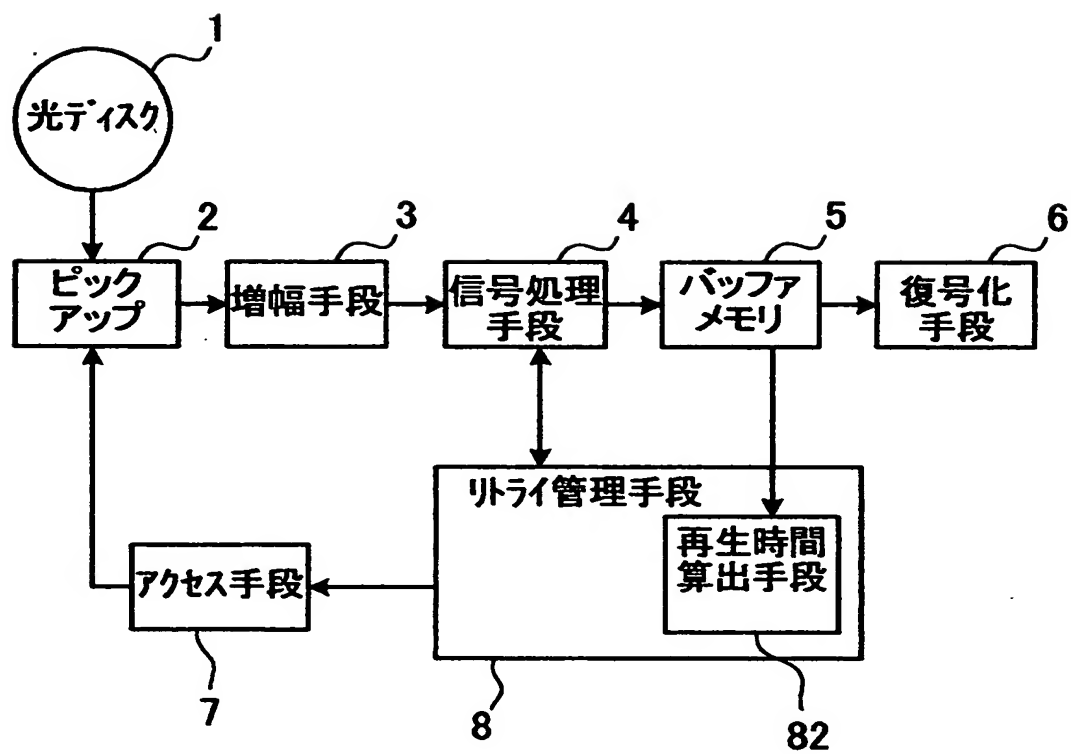 1
光ディスク
2
3
4
5
6
ピック
アップ
増幅手段
信号処理
手段
バッファ
メモリ
復号化
手段
リトライ管理手段
再生時間
算出手段
アクセス手段
7
8
82